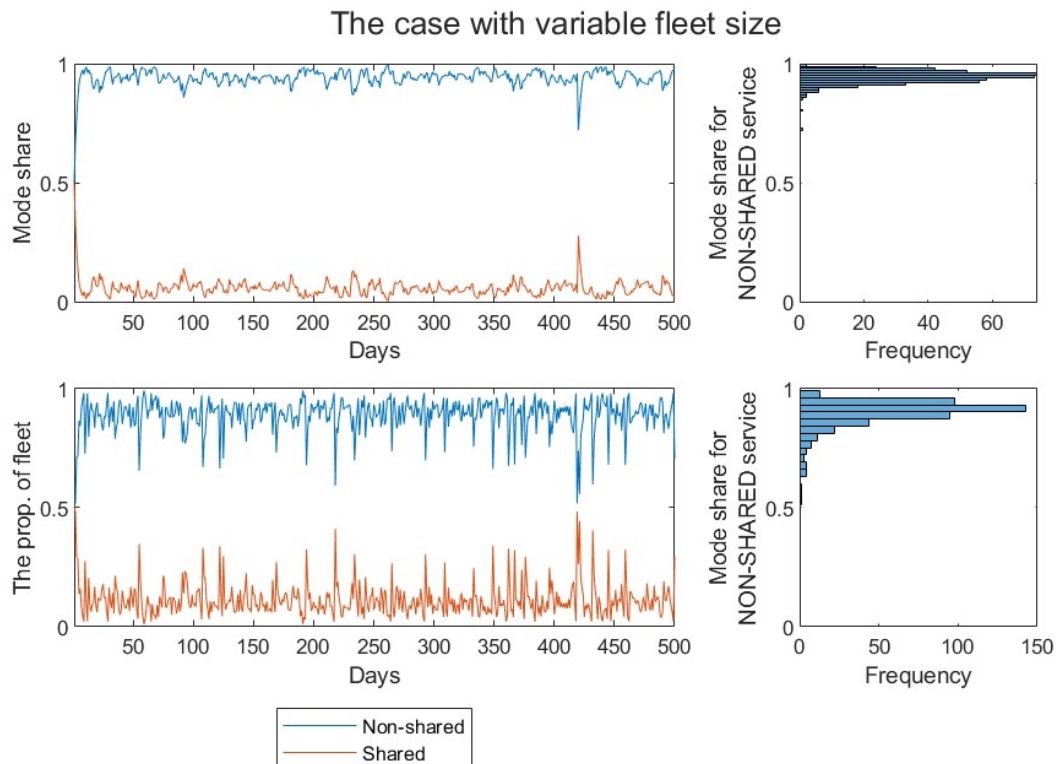 The case with variable fleet size
Mode share
1
0.5
0
50 100 150 200 250 300 350 400 450 500
Days
Mode share for
NON-SHARED service
1
0.5
0
0 20 40 60
Frequency
The prop. of fleet
1
0.5
0
50 100 150 200 250 300 350 400 450 500
Days
Mode share for
NON-SHARED service
1
0.5
0
0 50 100 150
Frequency
Non-shared
Shared